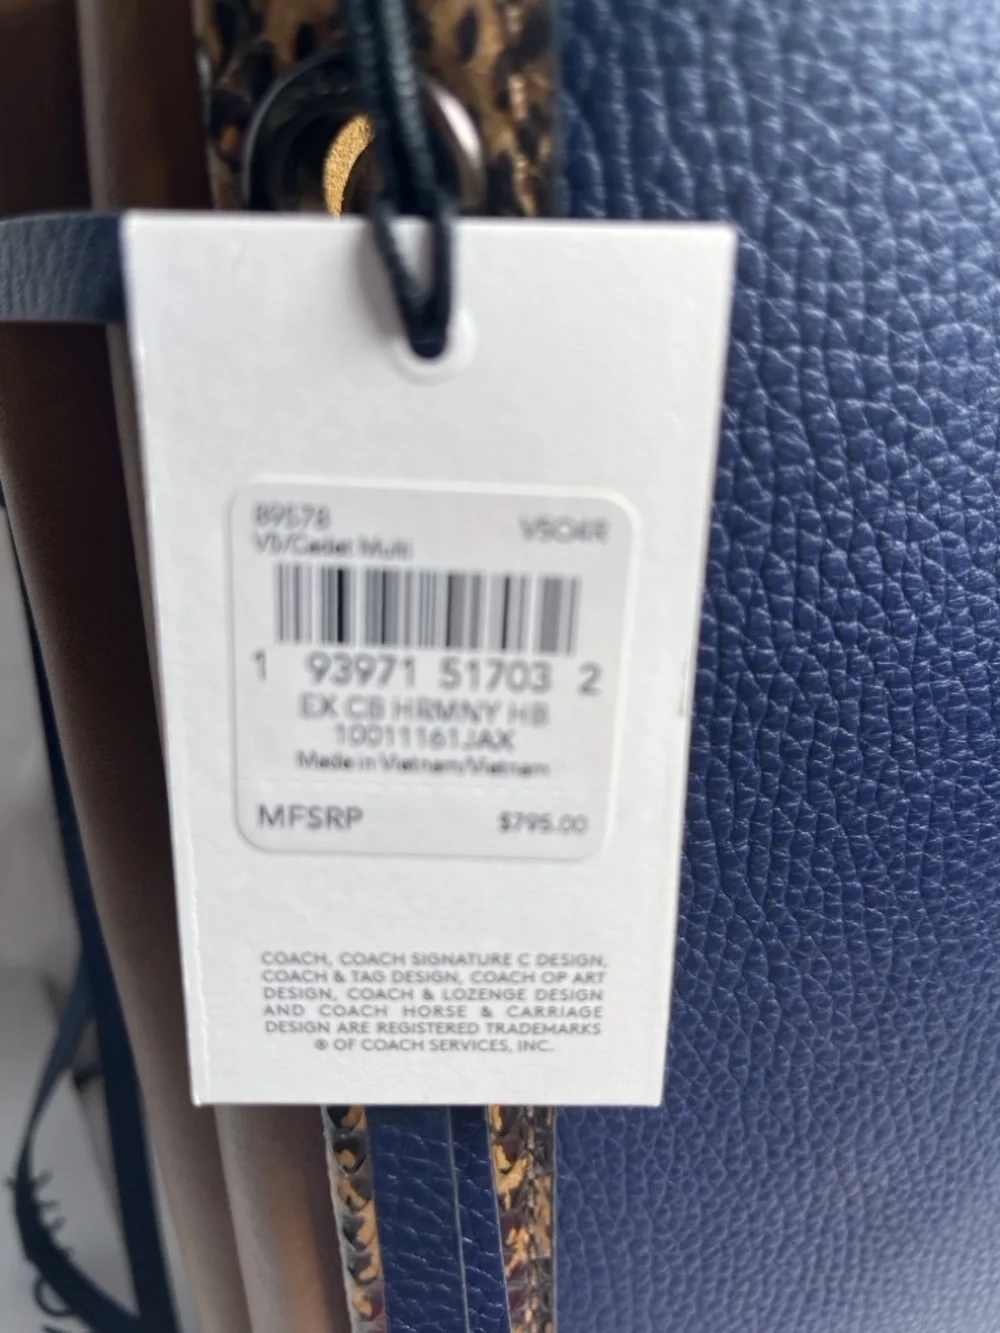 89578 V5O4R
V5/Cadet Multi
1 93971 51703 2
EX CB HRMNY HB
10011161JAX
Made in Vietnam/Vietnam
MFSRP $795.00
COACH, COACH SIGNATURE C DESIGN,
COACH & TAG DESIGN, COACH OP ART
DESIGN, COACH & LOZENGE DESIGN
AND COACH HORSE & CARRIAGE
DESIGN ARE REGISTERED TRADEMARKS
® OF COACH SERVICES, INC.